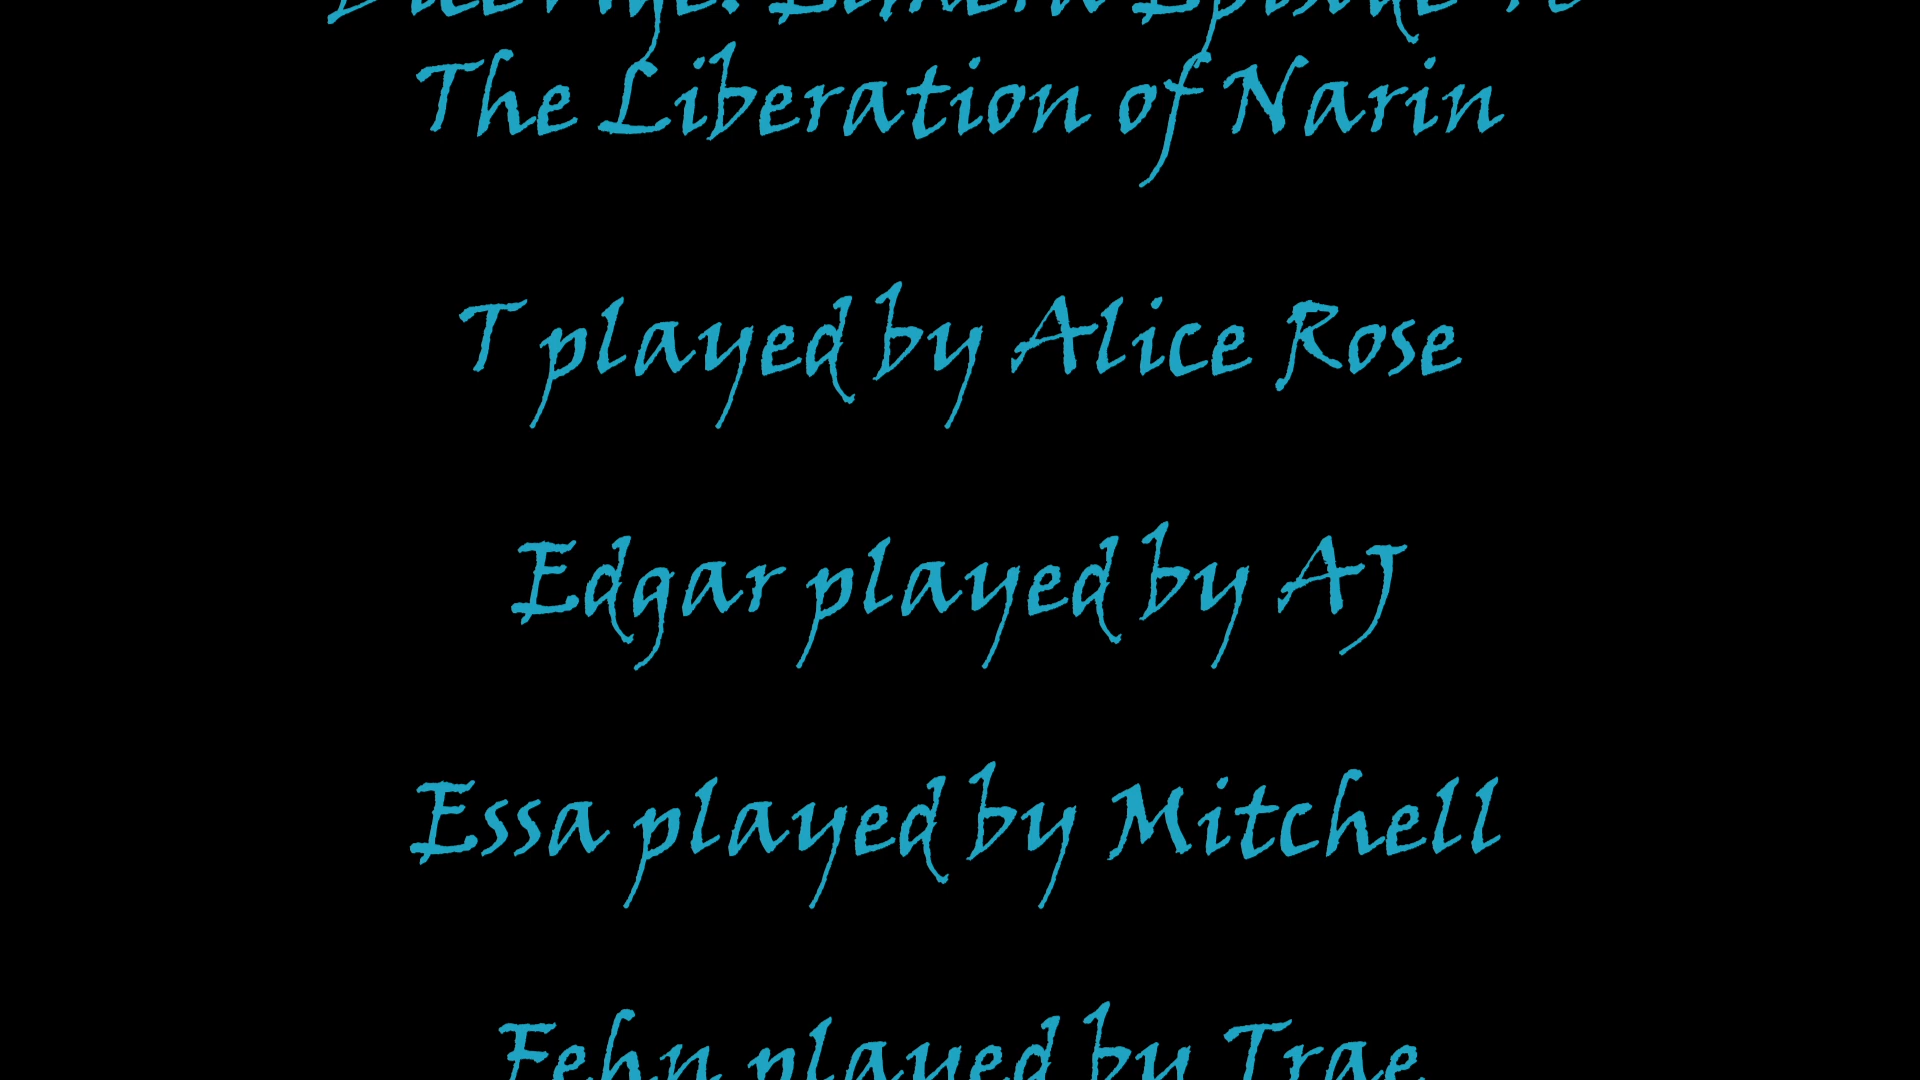 Episode
The Liberation of Narin
T played by Alice Rose
Edgar played by AJ
Essa played by Mitchell
Fehn played by Trae